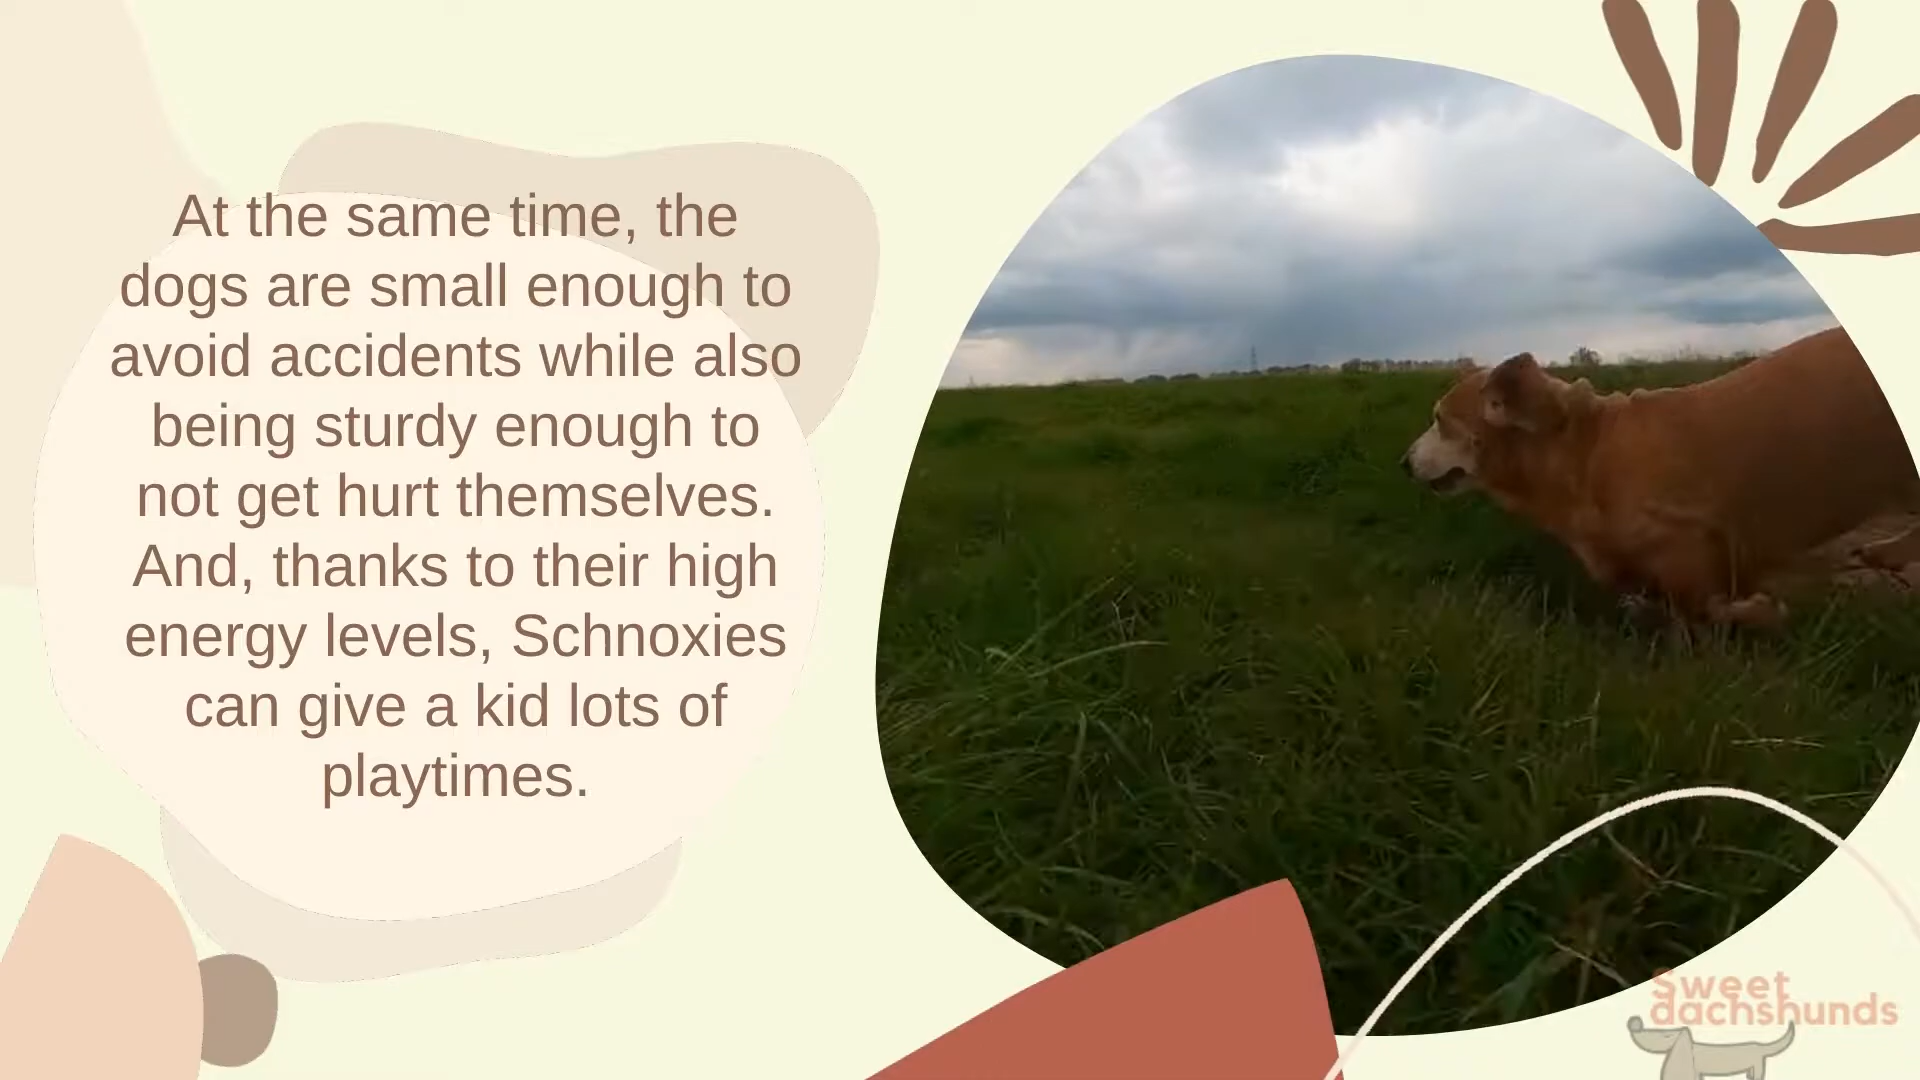 At the same time, the
dogs are small enough to
avoid accidents while also
being sturdy enough to
not get hurt themselves.
And, thanks to their high
energy levels, Schnoxies
can give a kid lots of
playtimes.
Sweet
dachshunds